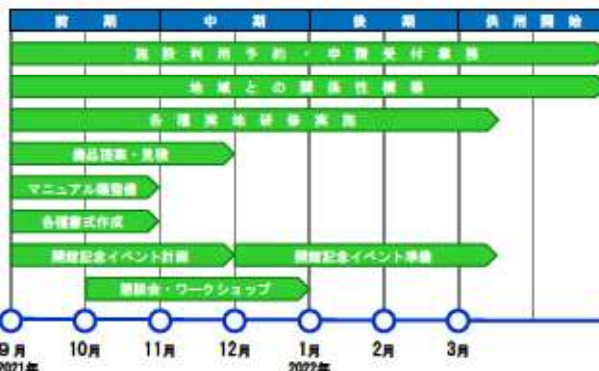 前期 中期 後期 供用開始
施設利用予約・申請受付業務
地域との関係性構築
各種実地研修実施
備品提案・見積
マニュアル類整備
各種書式作成
開館記念イベント計画 開館記念イベント準備
懇談会・ワークショップ
9月 10月 11月 12月 1月 2月 3月
2021年 2022年